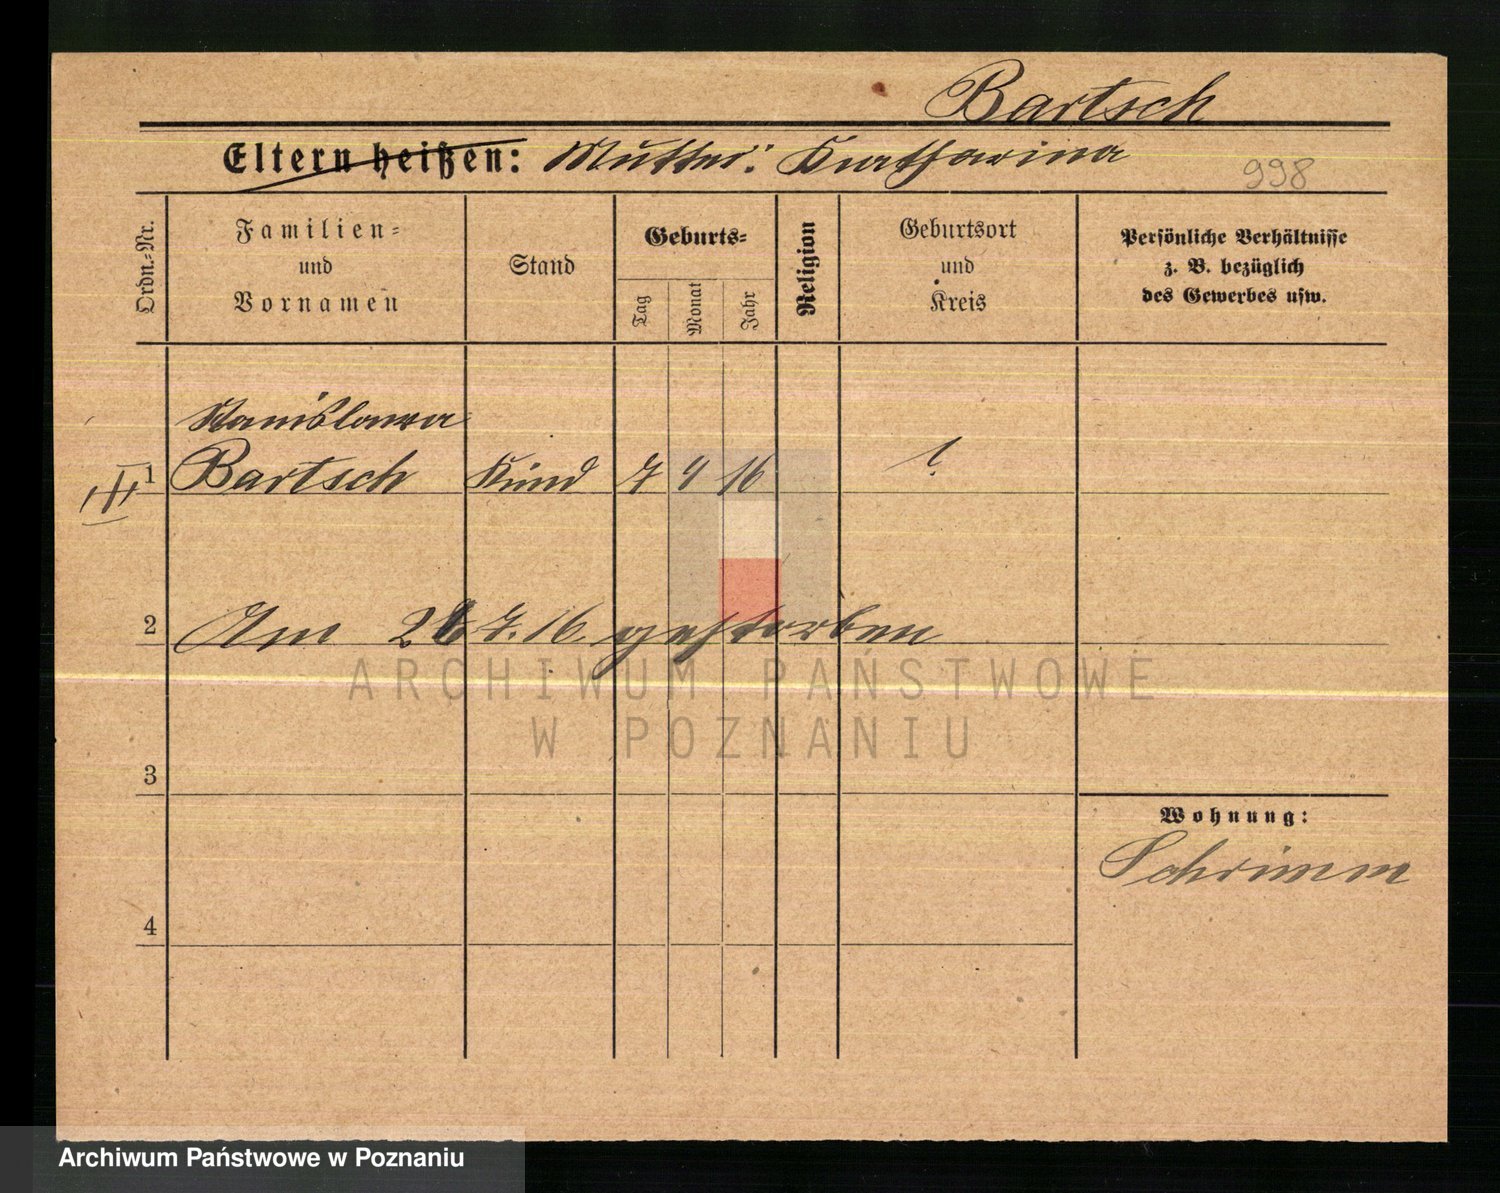 Bartsch
Eltern heißen: Mutter: Katharina
998
Ordn.-Nr.
Familien-
und
Vornamen
Stand
Geburts-
Tag
Monat
Jahr
Religion
Geburtsort
und
Kreis
Persönliche Verhältnisse
z. B. bezüglich
des Gewerbes usw.
Stanislawa
1 Bartsch Kind 7 4 16 ?
2 Am 7.16. gestorben
ARCHIWUM PAŃSTWOWE
W POZNANIU
3
Wohnung:
Schrimm
4
Archiwum Państwowe w Poznaniu